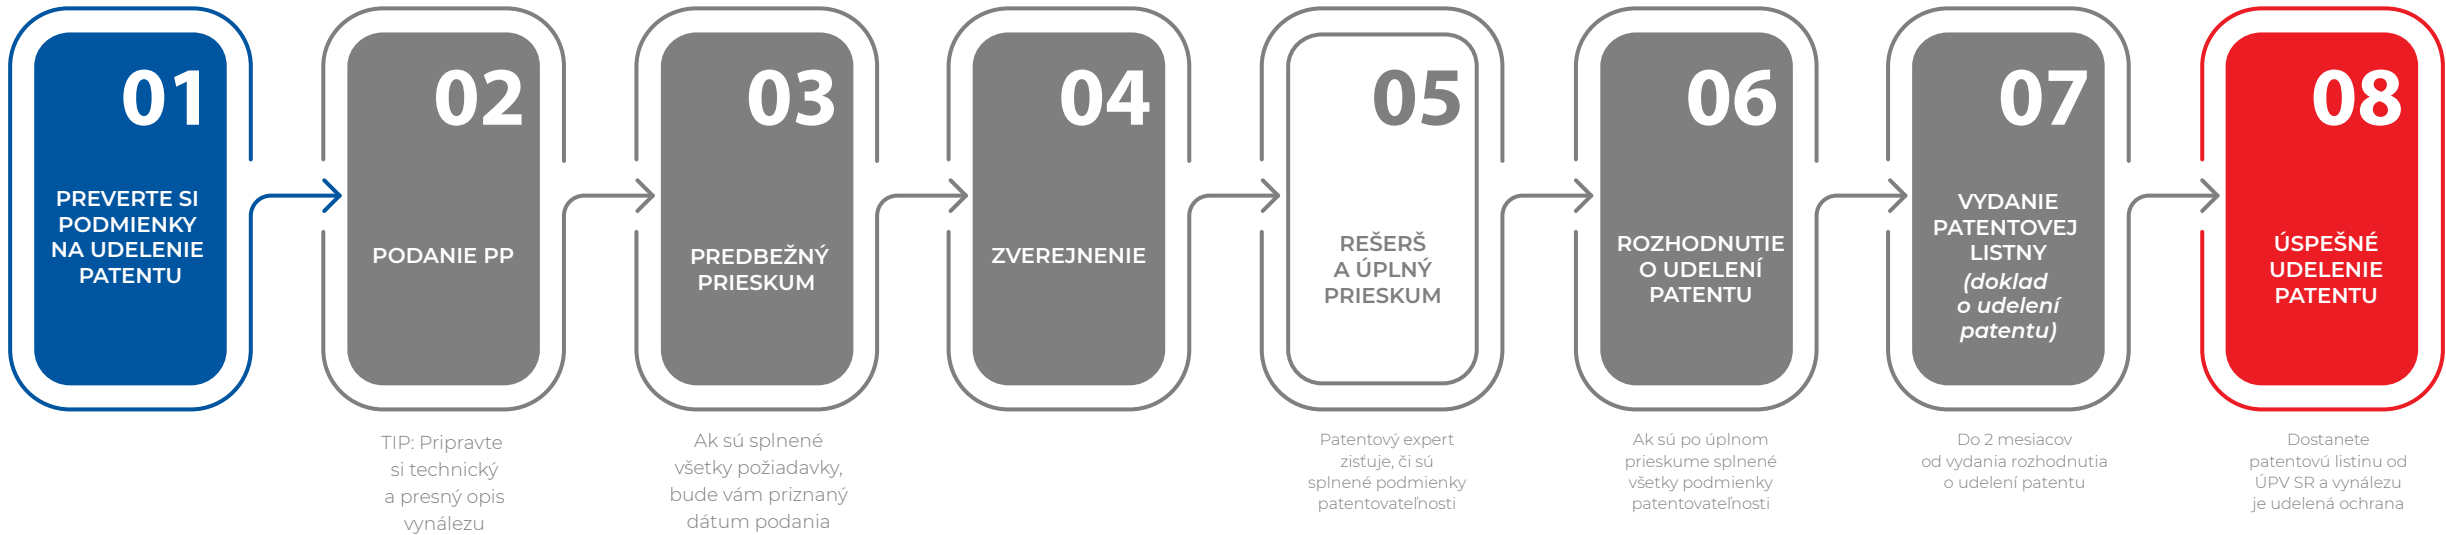 01
PREVERTE SI
PODMIENKY
NA UDELENIE
PATENTU
02
PODANIE PP
TIP: Pripravte
si technický
a presný opis
vynálezu
03
PREDBEŽNÝ
PRIESKUM
Ak sú splnené
všetky požiadavky,
bude vám priznaný
dátum podania
04
ZVEREJNENIE
05
REŠERŠ
A ÚPLNÝ
PRIESKUM
Patentový expert
zisťuje, či sú
splnené podmienky
patentovateľnosti
06
ROZHODNUTIE
O UDELENÍ
PATENTU
Ak sú po úplnom
prieskume splnené
všetky podmienky
patentovateľnosti
07
VYDANIE
PATENTOVEJ
LISTNY
(doklad
o udelení
patentu)
Do 2 mesiacov
od vydania rozhodnutia
o udelení patentu
08
ÚSPEŠNÉ
UDELENIE
PATENTU
Dostanete
patentovú listinu od
ÚPV SR a vynálezu
je udelená ochrana